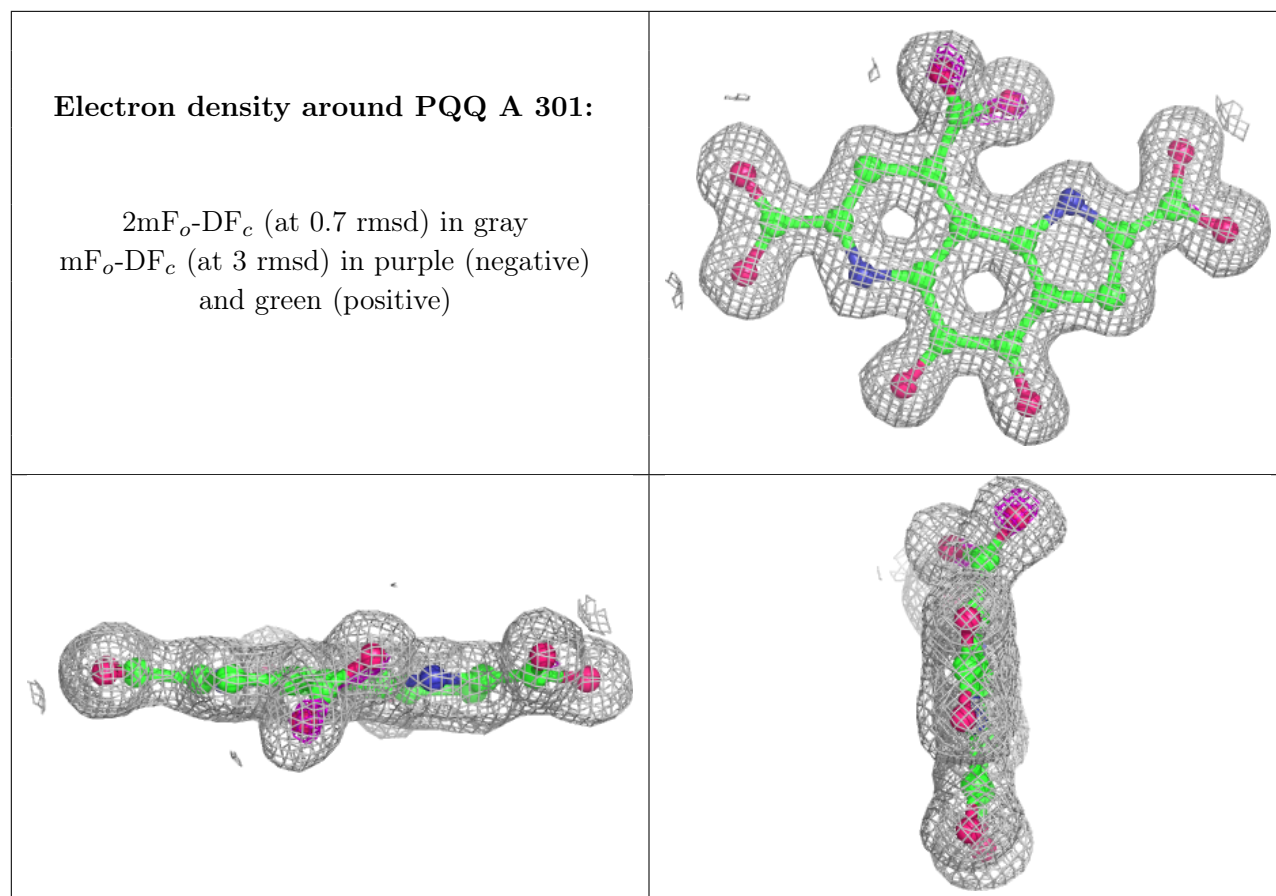 Electron density around PQQ A 301:
2mFo-DFc (at 0.7 rmsd) in gray
mFo-DFc (at 3 rmsd) in purple (negative)
and green (positive)